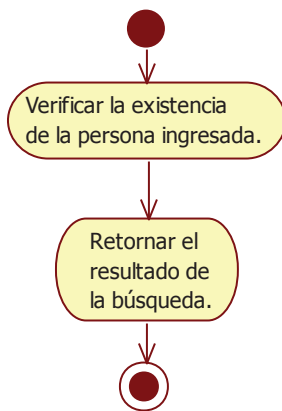 Verificar la existencia
de la persona ingresada.
Retornar el
resultado de
la búsqueda.